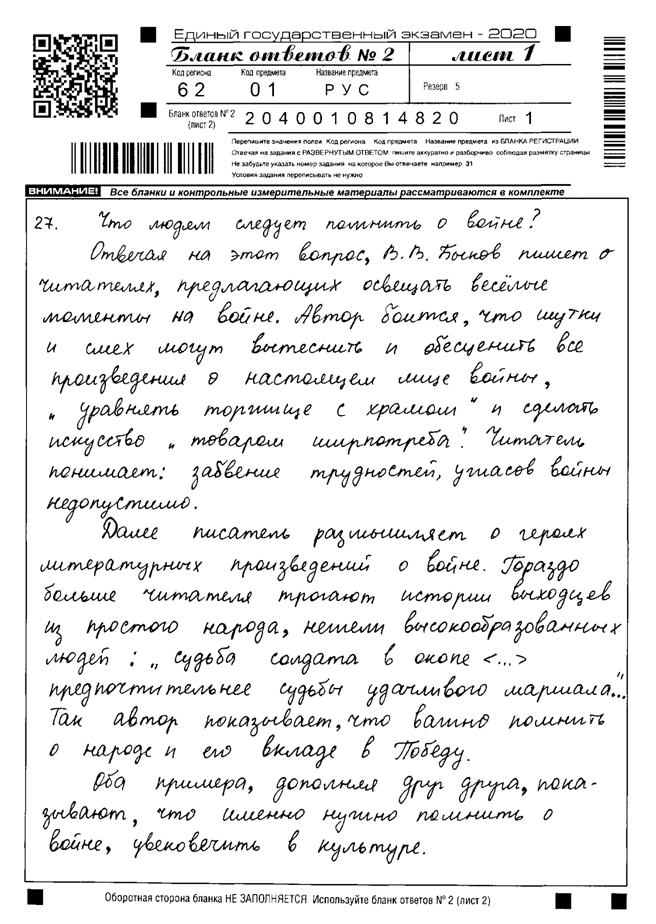 Единый государственный экзамен - 2020
Бланк ответов № 2 лист 1
Код региона Код предмета Название предмета
62 01 РУС Резерв 5
Бланк ответов № 2 (лист 2) 2040010814820 Лист 1
Перепишите значения полей Код региона Код предмета Название предмета из БЛАНКА РЕГИСТРАЦИИ
Отвечая на задания с РАЗВЕРНУТЫМ ОТВЕТОМ пишите аккуратно и разборчиво соблюдая разметку страницы
Не забудьте указать номер задания на которое Вы отвечаете например 31
Условия задания переписывать не нужно
ВНИМАНИЕ! Все бланки и контрольные измерительные материалы рассматриваются в комплекте
27. Что людям следует помнить о войне?
Отвечая на этот вопрос, В.В. Быков пишет о
читателях, предлагающих освещать весёлые
моменты на войне. Автор боится, что шутки
и смех могут вытеснить и обесценить все
произведения о настоящем лице войны,
„уравнять торжище с храмом" и сделать
искусство „товаром ширпотреба". Читатель
понимает: забвение трудностей, ужасов войны
недопустимо.
Далее писатель размышляет о героях
литературных произведений о войне. Гораздо
больше читателя трогают истории выходцев
из простого народа, нежели высокообразованных
людей: „судьба солдата в окопе <...>
предпочтительнее судьбы удачливого маршала"...
Так автор показывает, что важно помнить
о народе и его вкладе в Победу.
Оба примера, дополняя друг друга, пока-
зывают, что именно нужно помнить о
войне, увековечить в культуре.
Оборотная сторона бланка НЕ ЗАПОЛНЯЕТСЯ Используйте бланк ответов № 2 (лист 2)